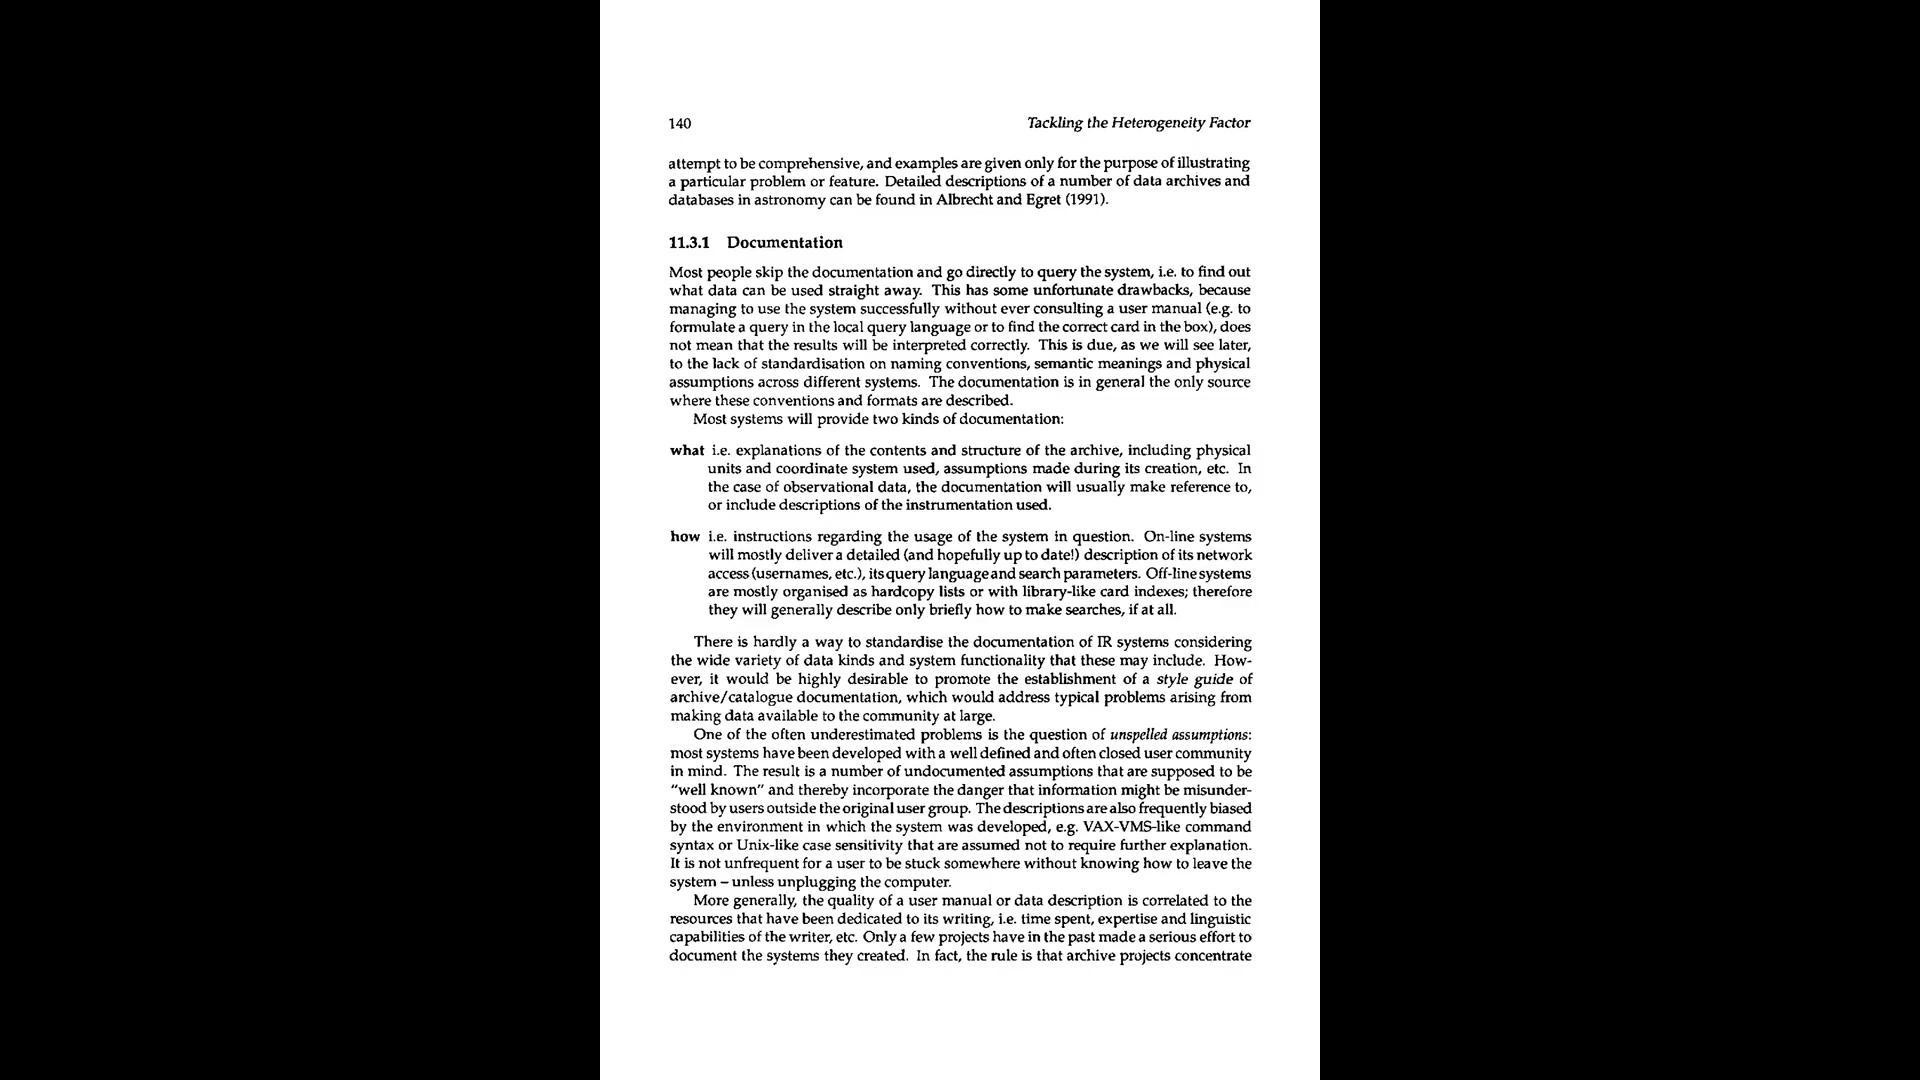 140 Tackling the Heterogeneity Factor
attempt to be comprehensive, and examples are given only for the purpose of illustrating
a particular problem or feature. Detailed descriptions of a number of data archives and
databases in astronomy can be found in Albrecht and Egret (1991).
11.3.1 Documentation
Most people skip the documentation and go directly to query the system, i.e. to find out
what data can be used straight away. This has some unfortunate drawbacks, because
managing to use the system successfully without ever consulting a user manual (e.g. to
formulate a query in the local query language or to find the correct card in the box), does
not mean that the results will be interpreted correctly. This is due, as we will see later,
to the lack of standardisation on naming conventions, semantic meanings and physical
assumptions across different systems. The documentation is in general the only source
where these conventions and formats are described.
Most systems will provide two kinds of documentation:
what i.e. explanations of the contents and structure of the archive, including physical
units and coordinate system used, assumptions made during its creation, etc. In
the case of observational data, the documentation will usually make reference to,
or include descriptions of the instrumentation used.
how i.e. instructions regarding the usage of the system in question. On-line systems
will mostly deliver a detailed (and hopefully up to date!) description of its network
access (usernames, etc.), its query language and search parameters. Off-line systems
are mostly organised as hardcopy lists or with library-like card indexes; therefore
they will generally describe only briefly how to make searches, if at all.
There is hardly a way to standardise the documentation of IR systems considering
the wide variety of data kinds and system functionality that these may include. How-
ever, it would be highly desirable to promote the establishment of a style guide of
archive/catalogue documentation, which would address typical problems arising from
making data available to the community at large.
One of the often underestimated problems is the question of unspelled assumptions:
most systems have been developed with a well defined and often closed user community
in mind. The result is a number of undocumented assumptions that are supposed to be
"well known" and thereby incorporate the danger that information might be misunder-
stood by users outside the original user group. The descriptions are also frequently biased
by the environment in which the system was developed, e.g. VAX-VMS-like command
syntax or Unix-like case sensitivity that are assumed not to require further explanation.
It is not unfrequent for a user to be stuck somewhere without knowing how to leave the
system – unless unplugging the computer.
More generally, the quality of a user manual or data description is correlated to the
resources that have been dedicated to its writing, i.e. time spent, expertise and linguistic
capabilities of the writer, etc. Only a few projects have in the past made a serious effort to
document the systems they created. In fact, the rule is that archive projects concentrate